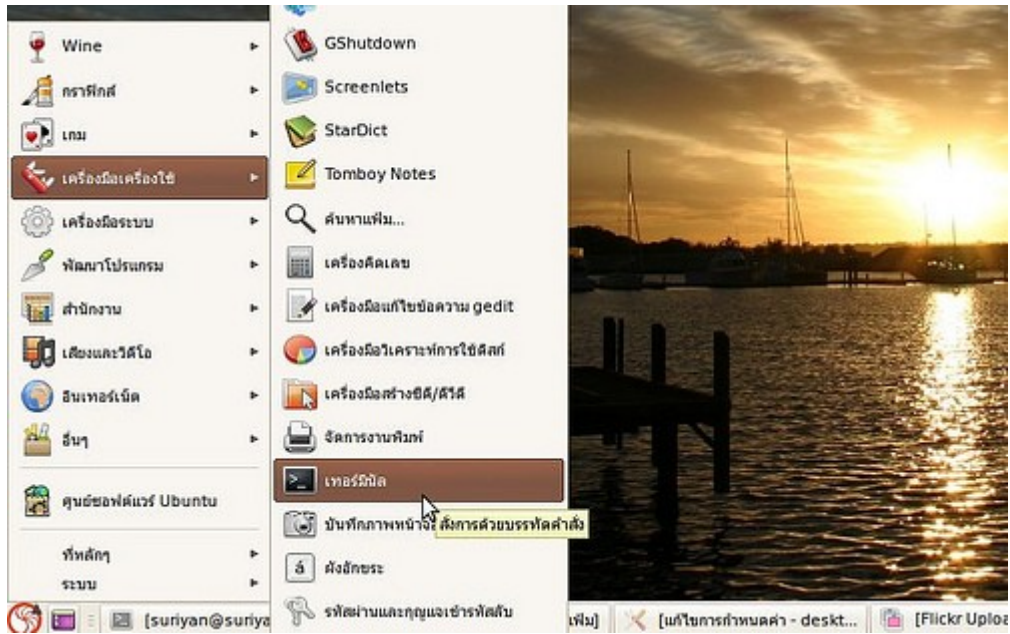 Wine
กราฟิกส์
เกม
เครื่องมือเครื่องใช้
เครื่องมือระบบ
พัฒนาโปรแกรม
สำนักงาน
เสียงและวิดีโอ
อินเทอร์เน็ต
อื่นๆ
ศูนย์ซอฟต์แวร์ Ubuntu
ที่หลักๆ
ระบบ
GShutdown
Screenlets
StarDict
Tomboy Notes
ค้นหาแฟ้ม...
เครื่องคิดเลข
เครื่องมือแก้ไขข้อความ gedit
เครื่องมือวิเคราะห์การใช้ดิสก์
เครื่องมือสร้างซีดี/ดีวีดี
จัดการงานพิมพ์
เทอร์มินัล
บันทึกภาพหน้าจอ
สั่งการด้วยบรรทัดคำสั่ง
ผังอักขระ
รหัสผ่านและกุญแจเข้ารหัสลับ
[suriyan@suriya
แฟ้ม]
[แก้ไขการกำหนดค่า - deskt...
[Flickr Uploa